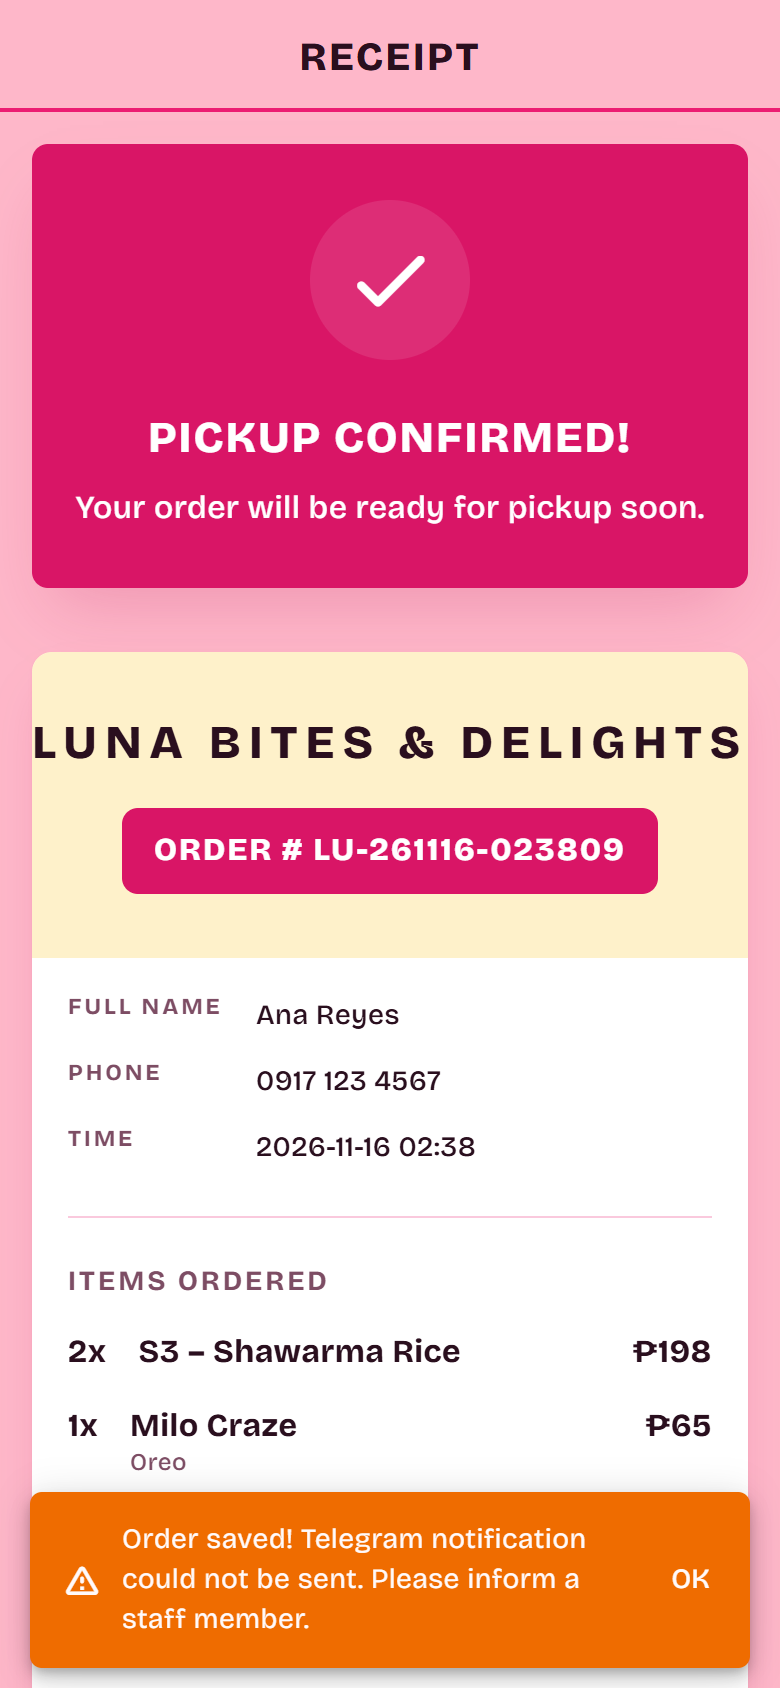 RECEIPT
PICKUP CONFIRMED!
Your order will be ready for pickup soon.
LUNA BITES & DELIGHTS
ORDER # LU-261116-023809
FULL NAME Ana Reyes
PHONE 0917 123 4567
TIME 2026-11-16 02:38
ITEMS ORDERED
2x S3 – Shawarma Rice ₱198
1x Milo Craze ₱65
Oreo
Order saved! Telegram notification
could not be sent. Please inform a
staff member.
OK